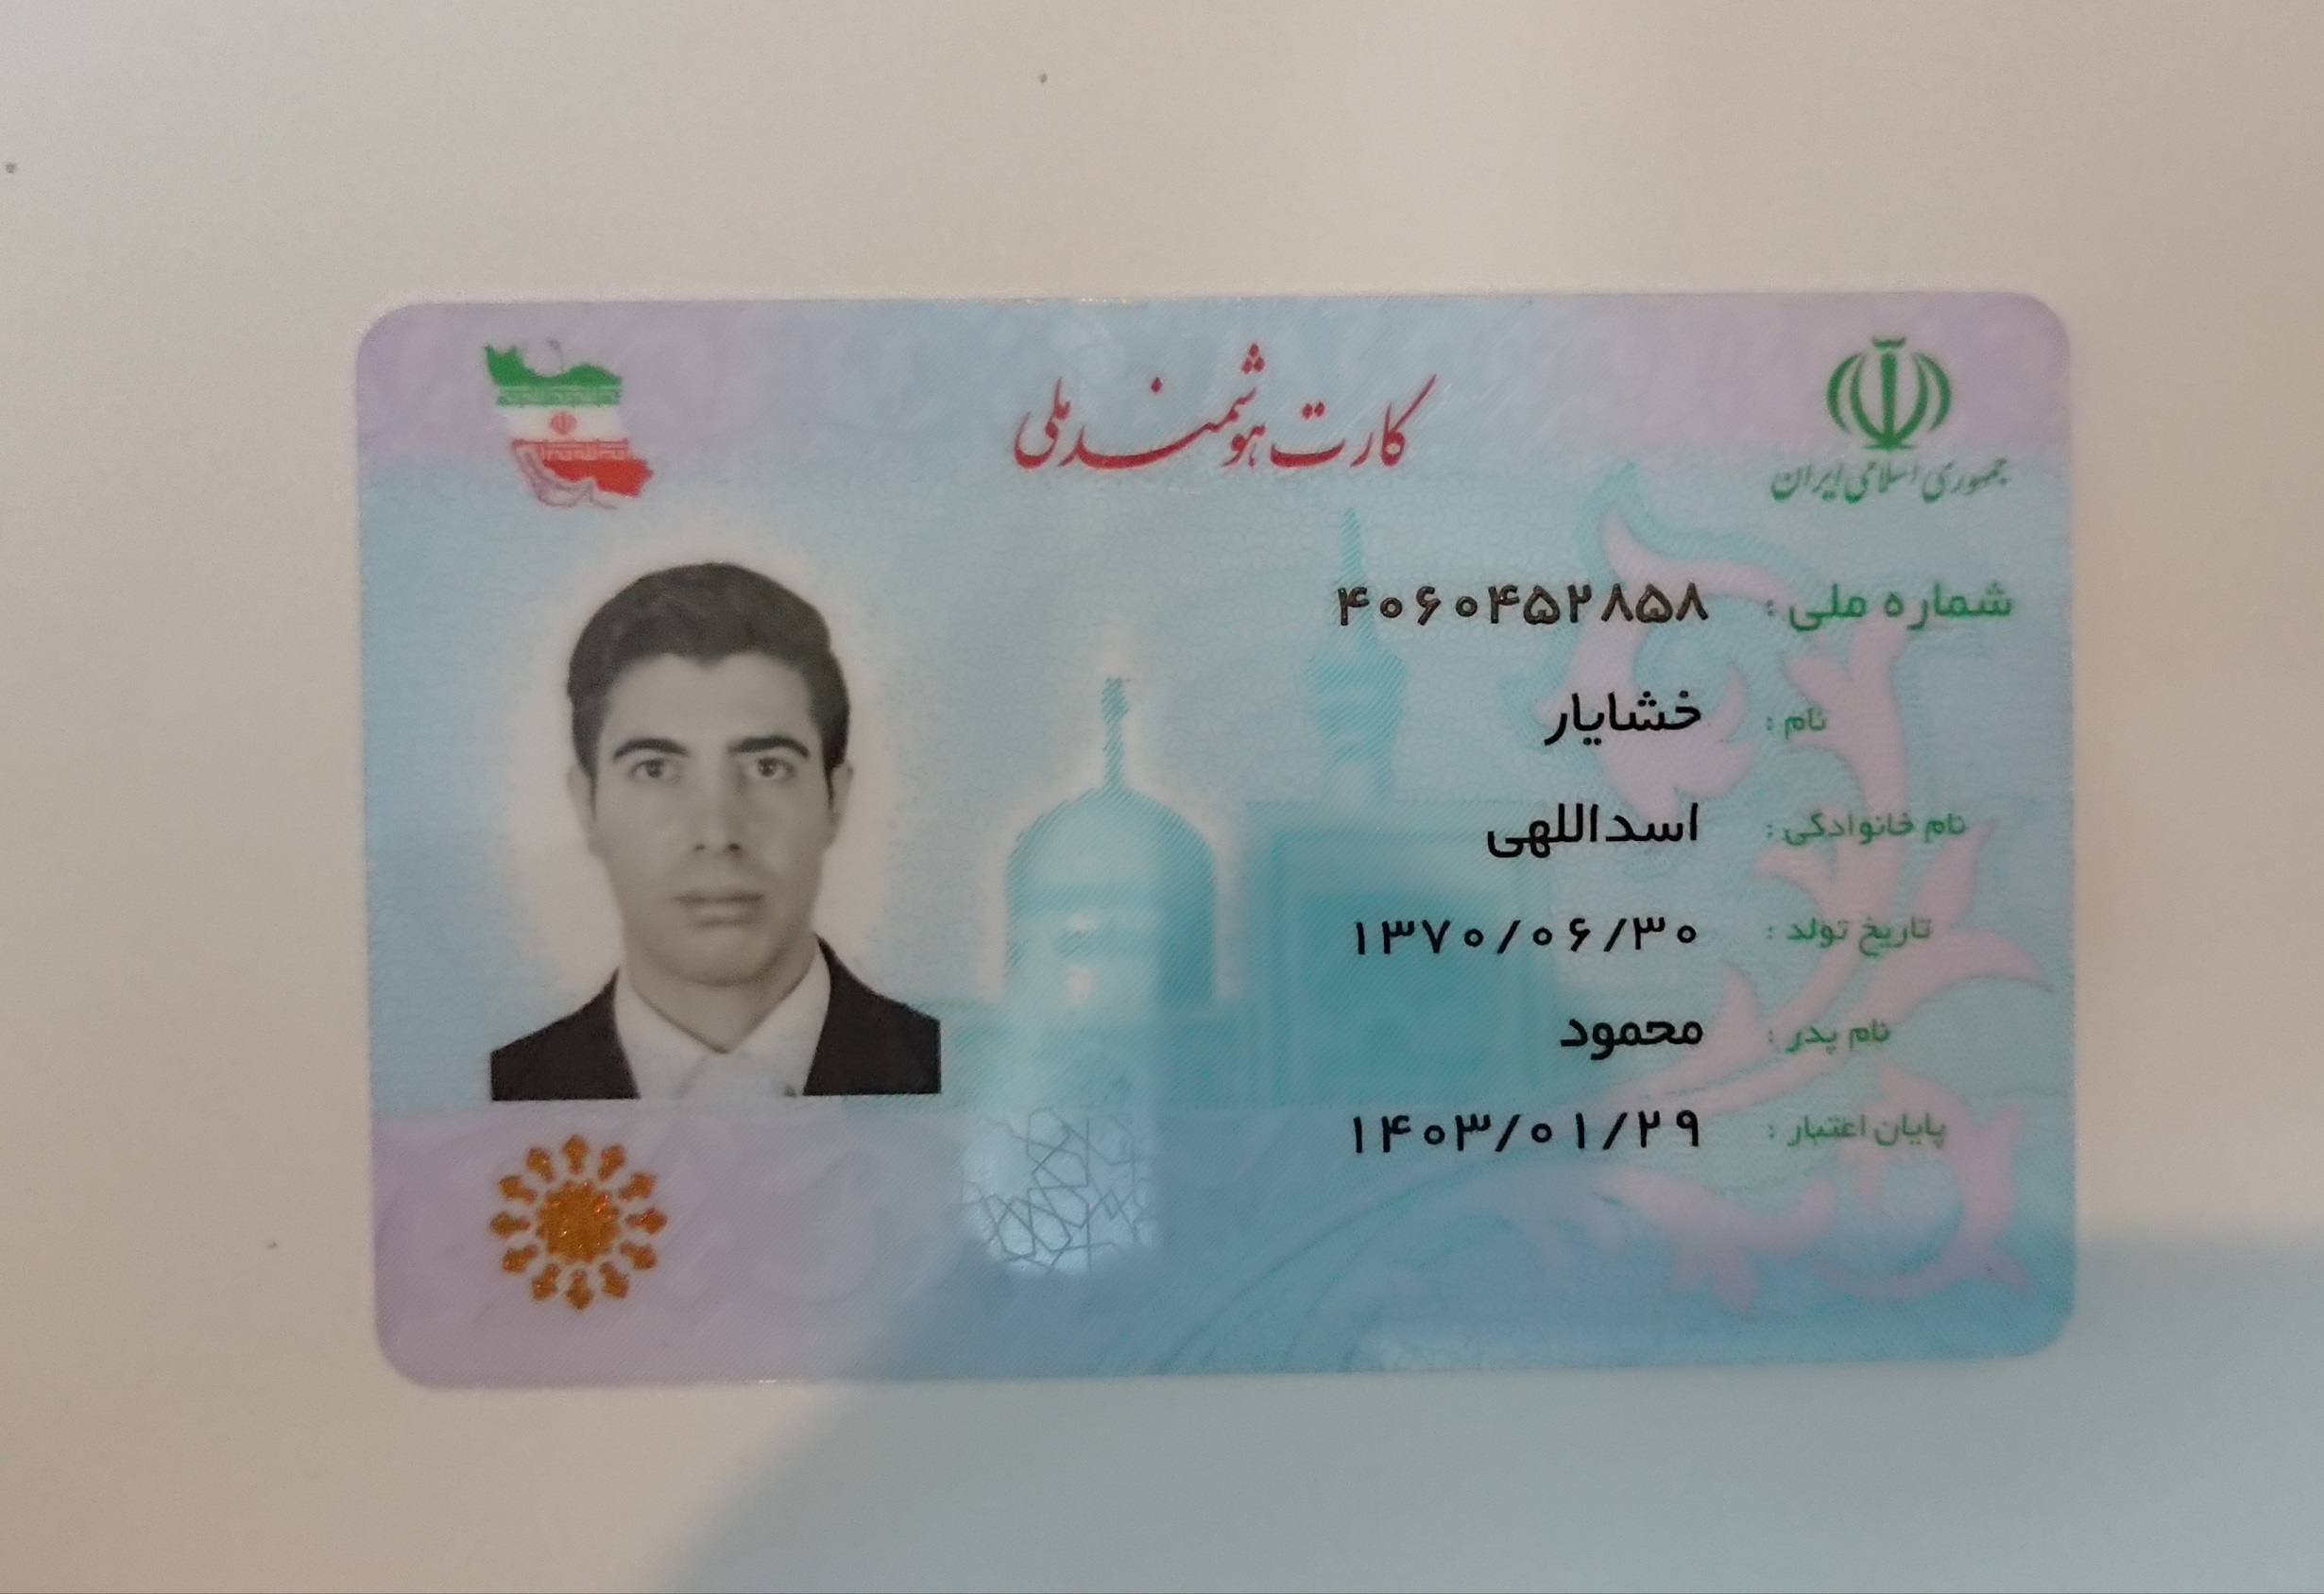 کارت هوشمند ملی
جمهوری اسلامی ایران
شماره ملی : ۴۰۶۰۴۵۲۸۵۸
نام : خشایار
نام خانوادگی : اسداللهی
تاریخ تولد : ۱۳۷۰/۰۶/۳۰
نام پدر : محمود
پایان اعتبار : ۱۴۰۳/۰۱/۲۹